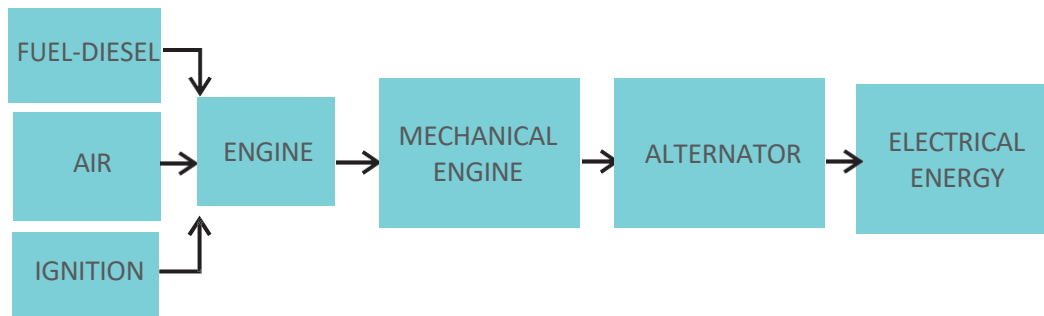 FUEL-DIESEL
AIR
IGNITION
ENGINE
MECHANICAL
ENGINE
ALTERNATOR
ELECTRICAL
ENERGY